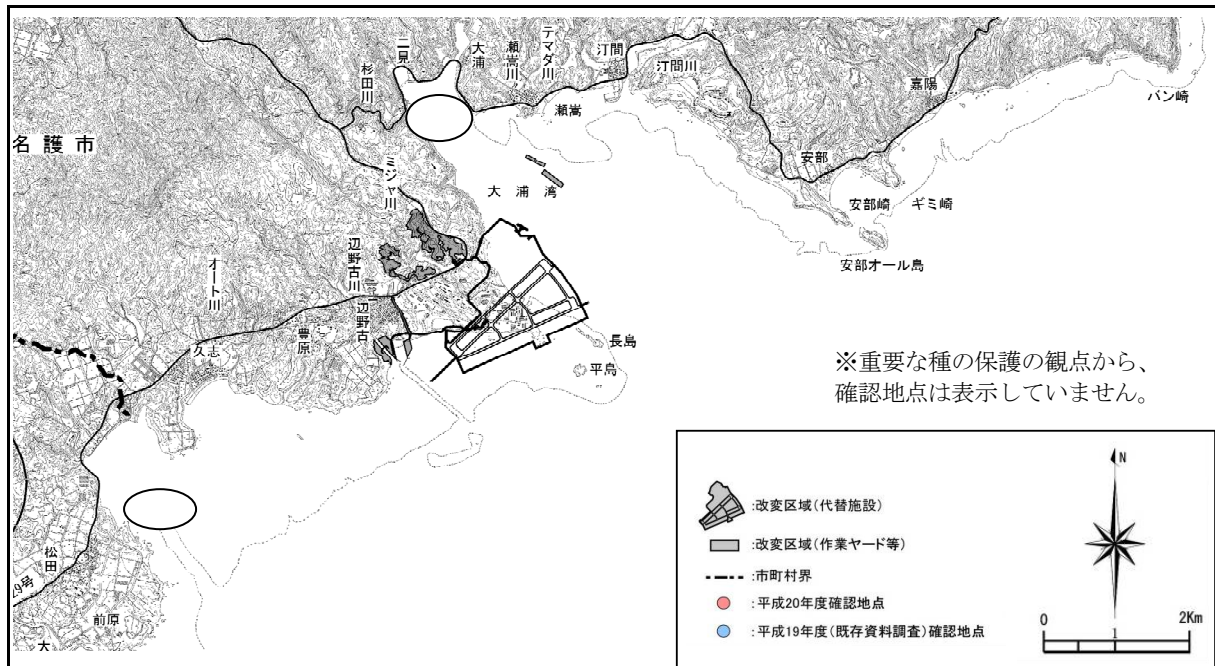 二見
大浦
瀬嵩川
テマダ川
汀間
汀間川
嘉陽
バン崎
杉田川
瀬嵩
名護市
安部
ミジャ川
大浦湾
安部崎
ギミ崎
安部オール島
辺野古川
オート川
辺野古
豊原
久志
長島
平島
※重要な種の保護の観点から、
確認地点は表示していません。
松田
29号
前原
大
:改変区域(代替施設)
:改変区域(作業ヤード等)
:市町村界
:平成20年度確認地点
:平成19年度(既存資料調査)確認地点
N
0 1 2Km